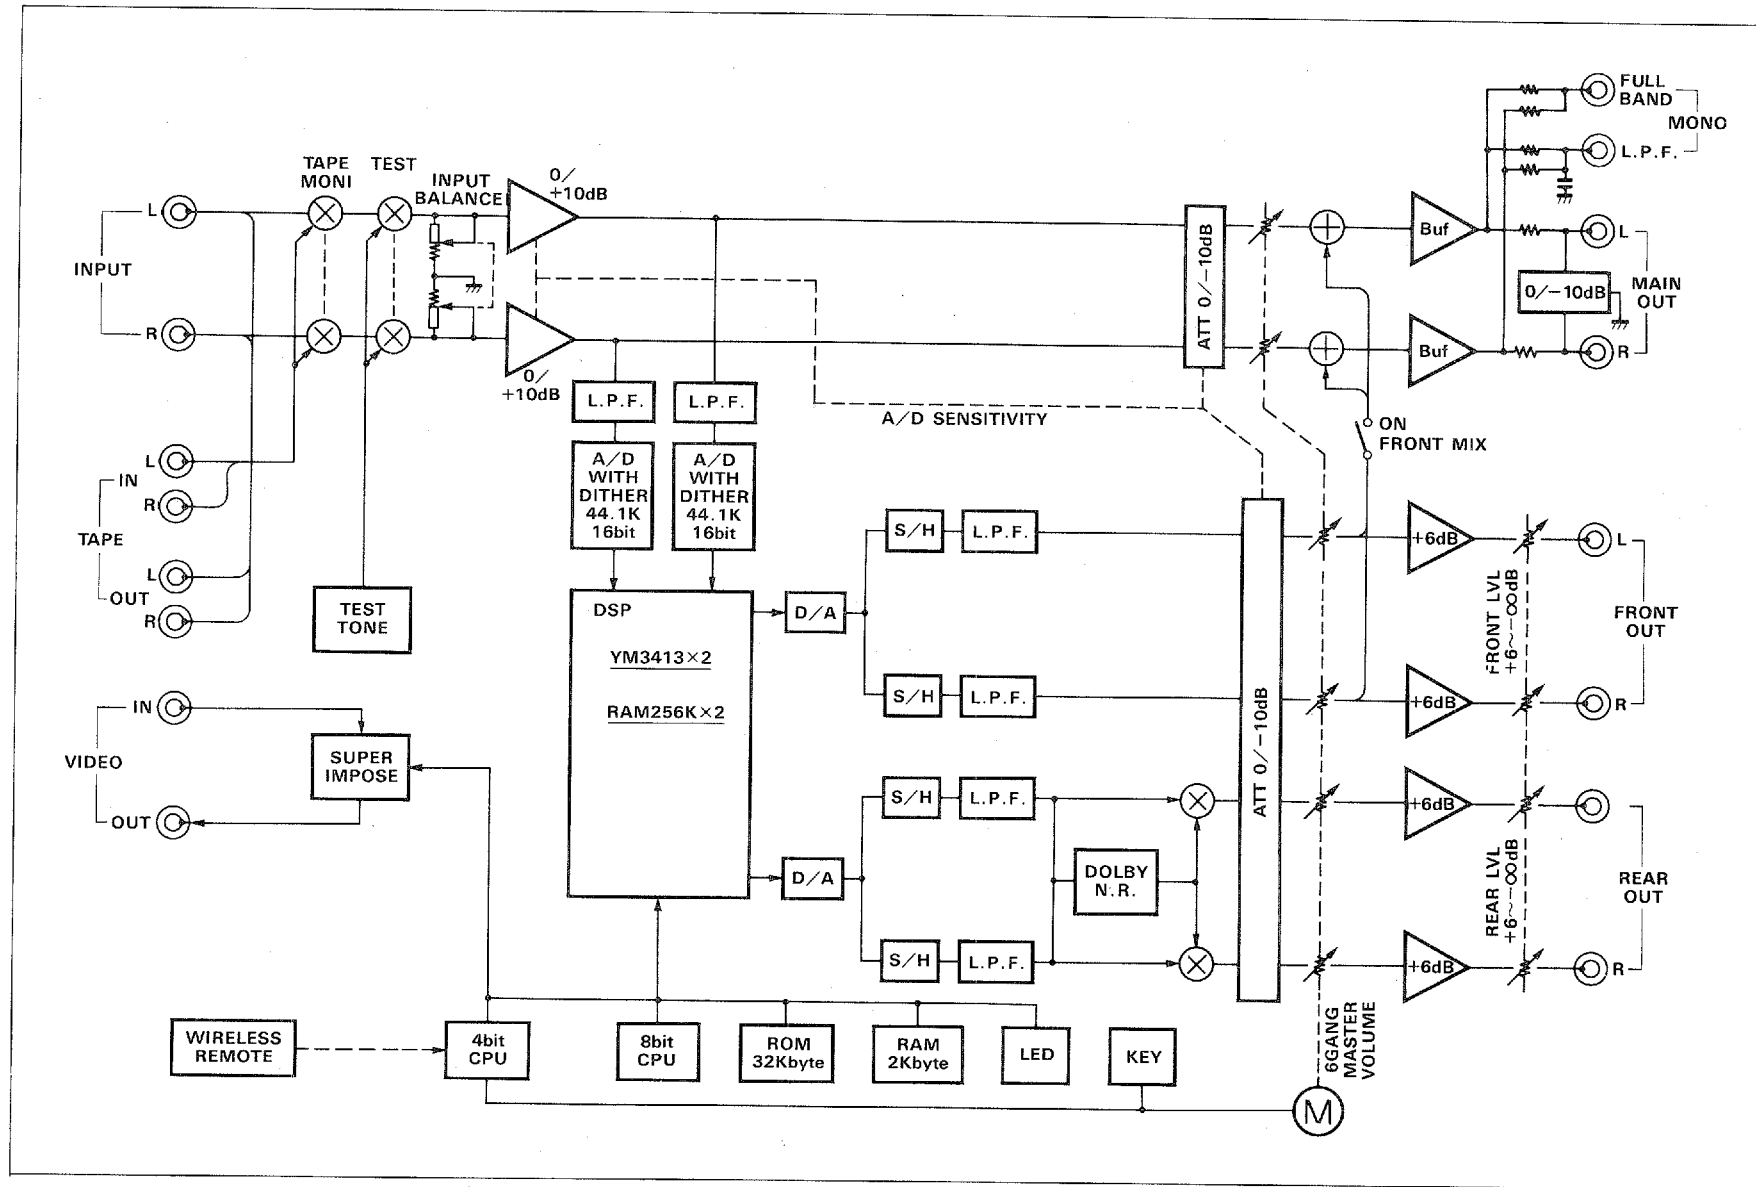 FULL
BAND
MONO
L.P.F.
TAPE
MONI
TEST
INPUT
BALANCE
0/
+10dB
L
INPUT
R
0/
+10dB
ATT 0/−10dB
Buf
Buf
L
0/−10dB
MAIN
OUT
R
L.P.F.
L.P.F.
A/D SENSITIVITY
ON
FRONT MIX
A/D
WITH
DITHER
44.1K
16bit
A/D
WITH
DITHER
44.1K
16bit
L
IN
R
TAPE
L
OUT
R
TEST
TONE
DSP
YM3413×2
RAM256K×2
D/A
S/H
L.P.F.
S/H
L.P.F.
ATT 0/−10dB
+6dB
+6dB
FRONT LVL
+6~−∞dB
L
FRONT
OUT
R
IN
VIDEO
OUT
SUPER
IMPOSE
D/A
S/H
L.P.F.
DOLBY
N.R.
S/H
L.P.F.
+6dB
+6dB
REAR LVL
+6~−∞dB
REAR
OUT
R
WIRELESS
REMOTE
4bit
CPU
8bit
CPU
ROM
32Kbyte
RAM
2Kbyte
LED
KEY
6GANG
MASTER
VOLUME
M